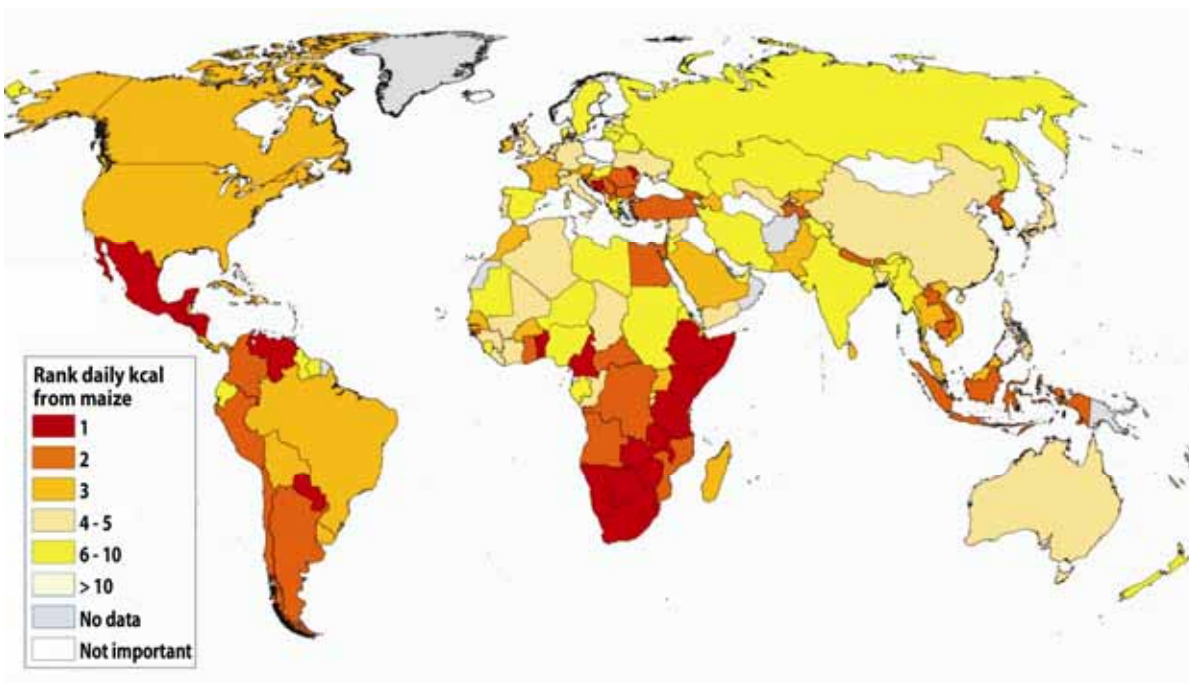 Rank daily kcal
from maize
1
2
3
4 - 5
6 - 10
> 10
No data
Not important